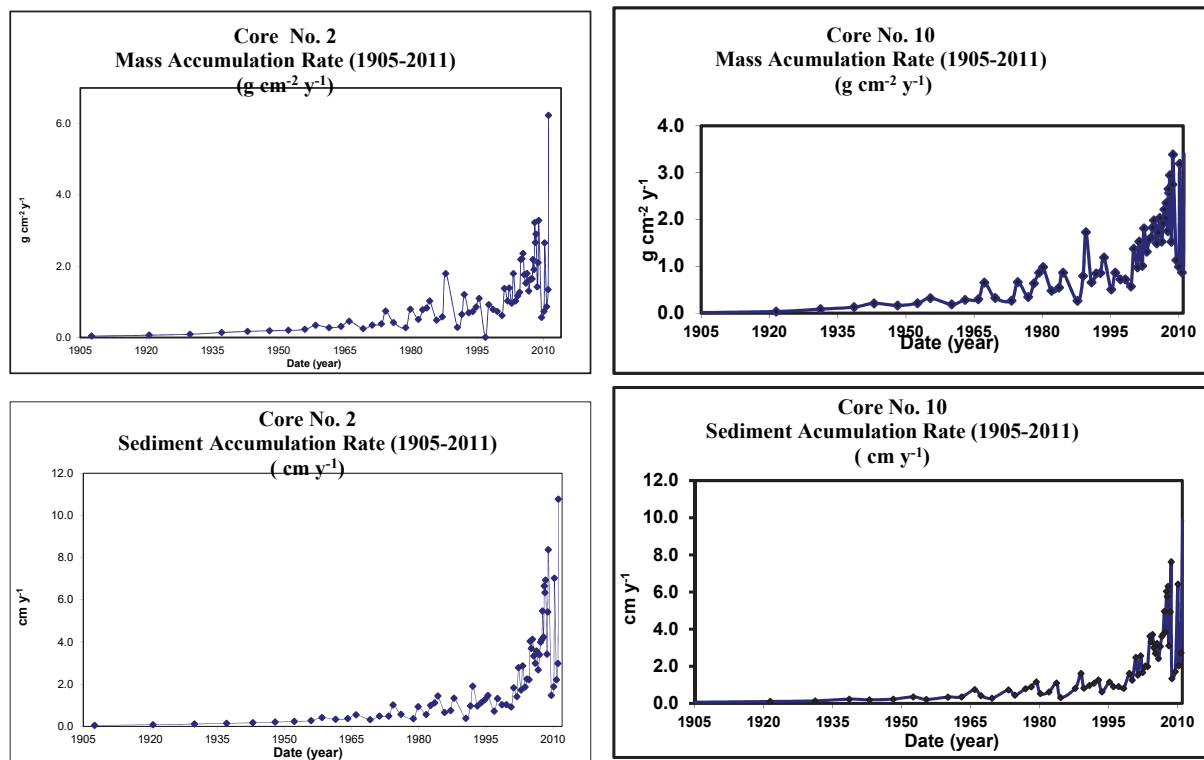 Core No. 2
Mass Accumulation Rate (1905-2011)
(g cm⁻² y⁻¹)
g cm⁻² y⁻¹
6.0
4.0
2.0
0.0
1905 1920 1935 1950 1965 1980 1995 2010
Date (year)
Core No. 10
Mass Acumulation Rate (1905-2011)
(g cm⁻² y⁻¹)
g cm⁻² y⁻¹
4.0
3.0
2.0
1.0
0.0
1905 1920 1935 1950 1965 1980 1995 2010
Date (year)
Core No. 2
Sediment Accumulation Rate (1905-2011)
( cm y⁻¹)
cm y⁻¹
12.0
10.0
8.0
6.0
4.0
2.0
0.0
1905 1920 1935 1950 1965 1980 1995 2010
Date (year)
Core No. 10
Sediment Acumulation Rate (1905-2011)
( cm y⁻¹)
cm y⁻¹
12.0
10.0
8.0
6.0
4.0
2.0
0.0
1905 1920 1935 1950 1965 1980 1995 2010
Date (year)